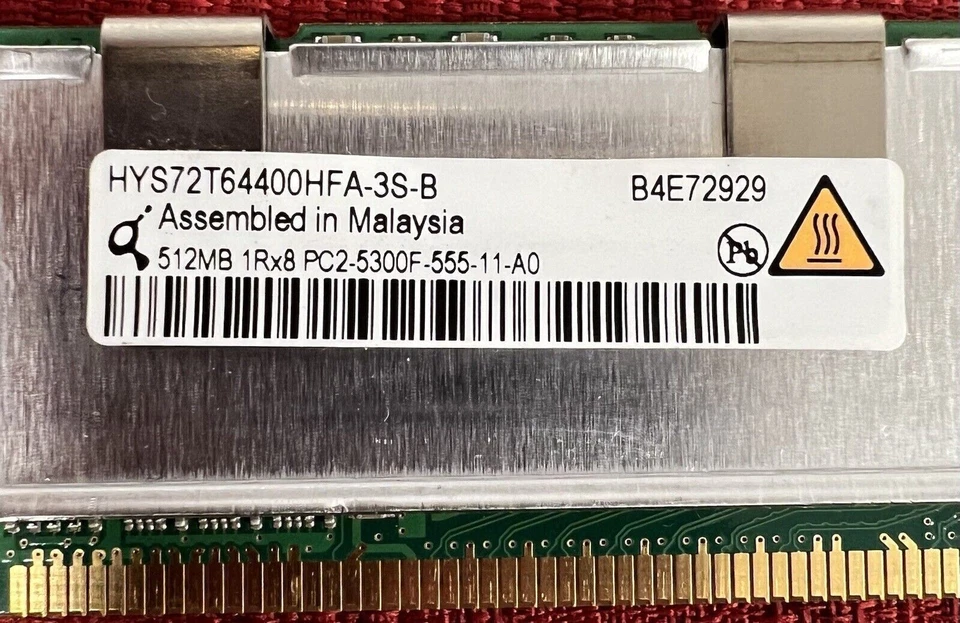 HYS72T64400HFA-3S-B B4E72929
Assembled in Malaysia
Pb
512MB 1Rx8 PC2-5300F-555-11-A0